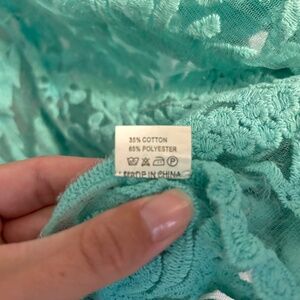 35% COTTON
65% POLYESTER
MADE IN CHINA